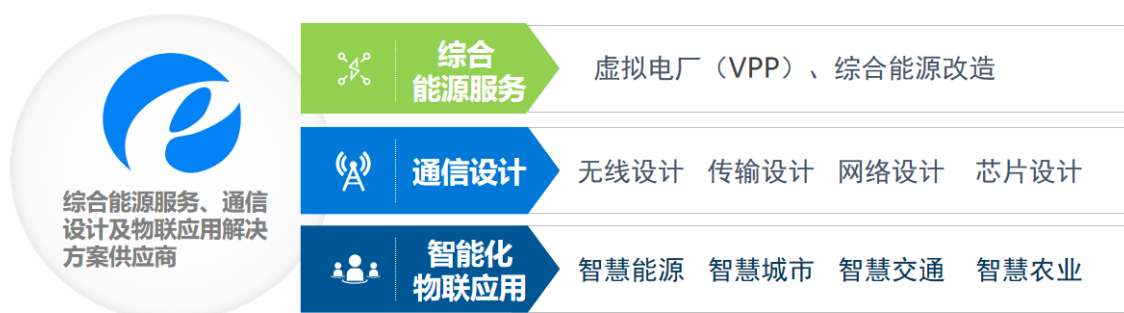 综合能源服务、通信
设计及物联应用解决
方案供应商
综合
能源服务
虚拟电厂（VPP）、综合能源改造
通信设计
无线设计 传输设计 网络设计 芯片设计
智能化
物联应用
智慧能源 智慧城市 智慧交通 智慧农业